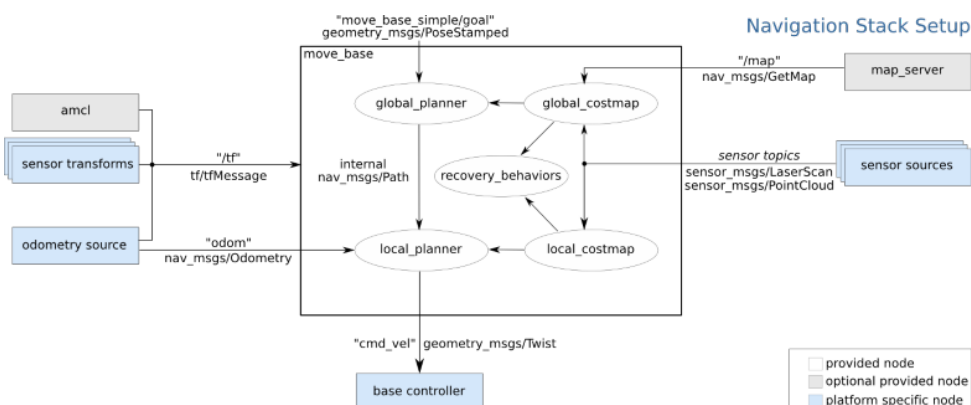 "move_base_simple/goal"
geometry_msgs/PoseStamped
Navigation Stack Setup
move_base
"/map"
nav_msgs/GetMap
map_server
amcl
global_planner
global_costmap
sensor transforms
"/tf"
tf/tfMessage
internal
nav_msgs/Path
recovery_behaviors
sensor topics
sensor_msgs/LaserScan
sensor_msgs/PointCloud
sensor sources
odometry source
"odom"
nav_msgs/Odometry
local_planner
local_costmap
"cmd_vel"
geometry_msgs/Twist
base controller
provided node
optional provided node
platform specific node